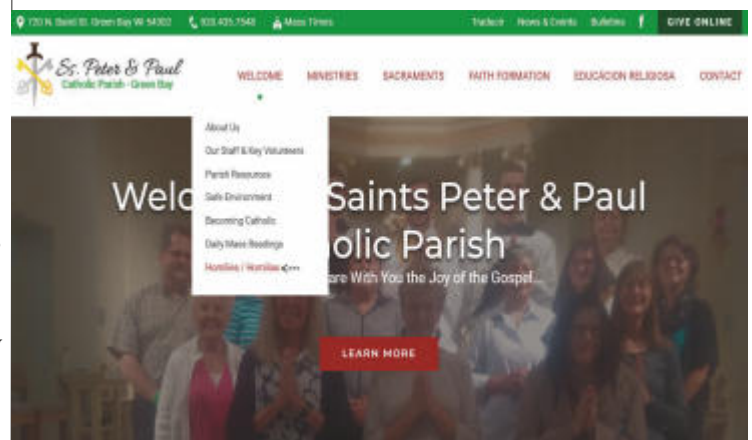 720 N. Baird St. Green Bay WI 54302 920.435.7548 Mass Times Traducir News & Events Bulletins f GIVE ONLINE
Ss. Peter & Paul
Catholic Parish - Green Bay
WELCOME MINISTRIES SACRAMENTS FAITH FORMATION EDUCACION RELIGIOSA CONTACT
About Us
Our Staff & Key Volunteers
Parish Resources
Safe Environment
Becoming Catholic
Daily Mass Readings
Homilies / Homilias
Welc Saints Peter & Paul
olic Parish
are With You the Joy of the Gospel...
LEARN MORE